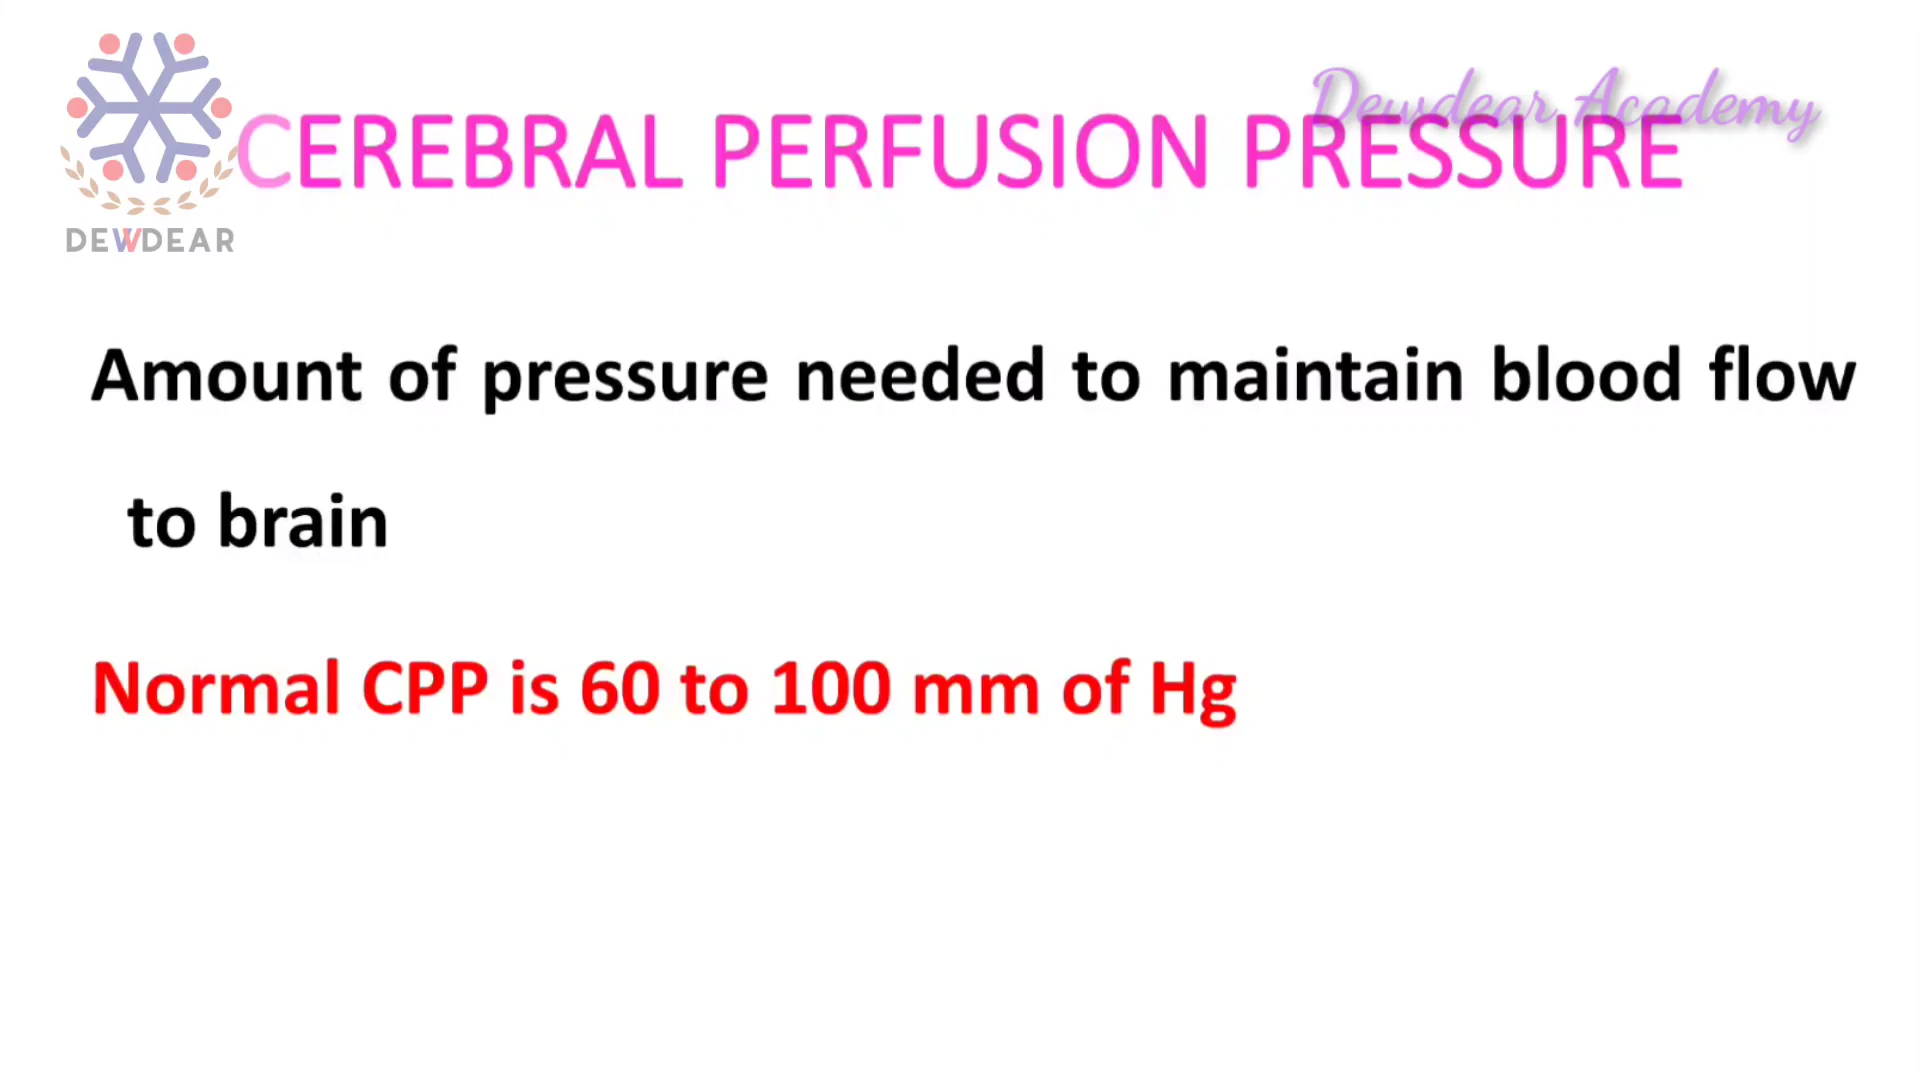 Dewdear Academy
CEREBRAL PERFUSION PRESSURE
DEWDEAR
Amount of pressure needed to maintain blood flow
to brain
Normal CPP is 60 to 100 mm of Hg